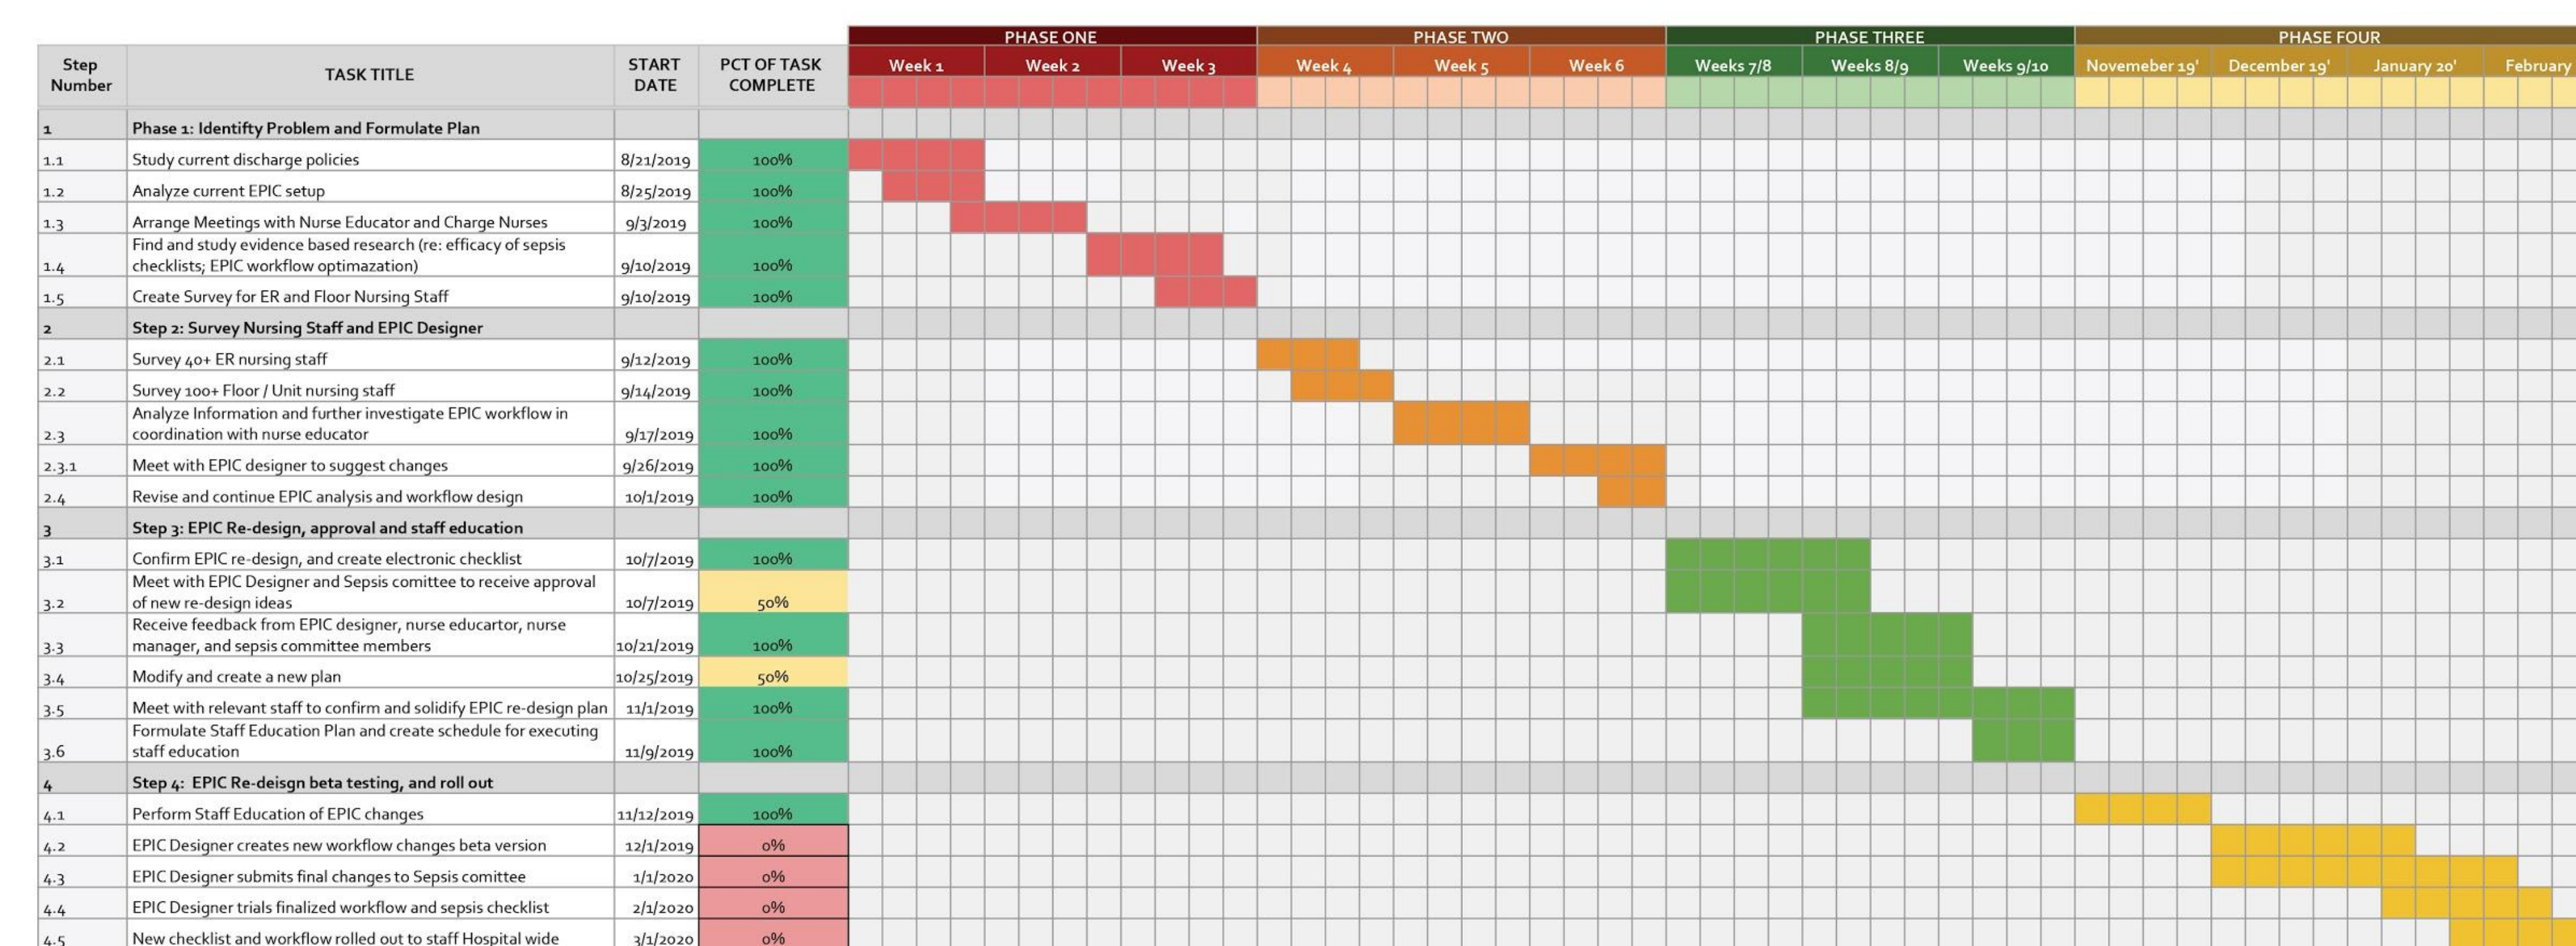 PHASE ONE PHASE TWO PHASE THREE PHASE FOUR
Step Number TASK TITLE START DATE PCT OF TASK COMPLETE Week 1 Week 2 Week 3 Week 4 Week 5 Week 6 Weeks 7/8 Weeks 8/9 Weeks 9/10 Novemeber 19' December 19' January 20' February
1 Phase 1: Identifty Problem and Formulate Plan
1.1 Study current discharge policies 8/21/2019 100%
1.2 Analyze current EPIC setup 8/25/2019 100%
1.3 Arrange Meetings with Nurse Educator and Charge Nurses 9/3/2019 100%
Find and study evidence based research (re: efficacy of sepsis
1.4 checklists; EPIC workflow optimazation) 9/10/2019 100%
1.5 Create Survey for ER and Floor Nursing Staff 9/10/2019 100%
2 Step 2: Survey Nursing Staff and EPIC Designer
2.1 Survey 40+ ER nursing staff 9/12/2019 100%
2.2 Survey 100+ Floor / Unit nursing staff 9/14/2019 100%
Analyze Information and further investigate EPIC workflow in
2.3 coordination with nurse educator 9/17/2019 100%
2.3.1 Meet with EPIC designer to suggest changes 9/26/2019 100%
2.4 Revise and continue EPIC analysis and workflow design 10/1/2019 100%
3 Step 3: EPIC Re-design, approval and staff education
3.1 Confirm EPIC re-design, and create electronic checklist 10/7/2019 100%
Meet with EPIC Designer and Sepsis comittee to receive approval
3.2 of new re-design ideas 10/7/2019 50%
Receive feedback from EPIC designer, nurse educartor, nurse
3.3 manager, and sepsis committee members 10/21/2019 100%
3.4 Modify and create a new plan 10/25/2019 50%
3.5 Meet with relevant staff to confirm and solidify EPIC re-design plan 11/1/2019 100%
Formulate Staff Education Plan and create schedule for executing
3.6 staff education 11/9/2019 100%
4 Step 4: EPIC Re-deisgn beta testing, and roll out
4.1 Perform Staff Education of EPIC changes 11/12/2019 100%
4.2 EPIC Designer creates new workflow changes beta version 12/1/2019 0%
4.3 EPIC Designer submits final changes to Sepsis comittee 1/1/2020 0%
4.4 EPIC Designer trials finalized workflow and sepsis checklist 2/1/2020 0%
4.5 New checklist and workflow rolled out to staff Hospital wide 3/1/2020 0%